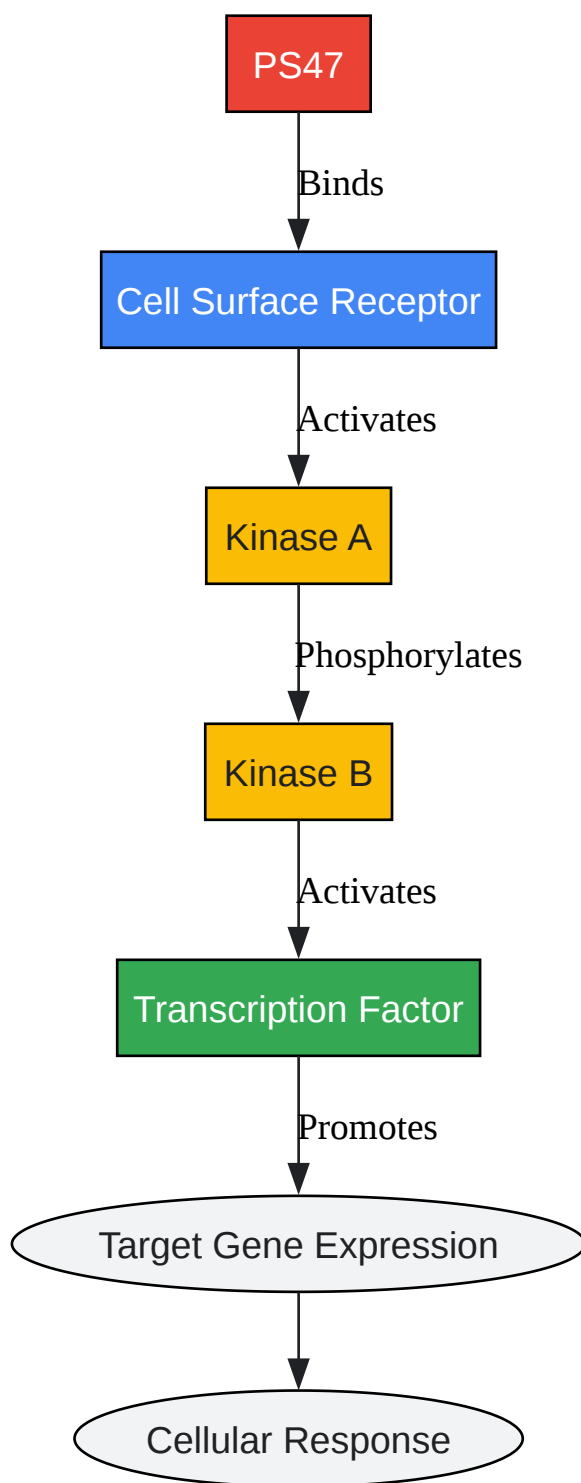 PS47
Binds
Cell Surface Receptor
Activates
Kinase A
Phosphorylates
Kinase B
Activates
Transcription Factor
Promotes
Target Gene Expression
Cellular Response